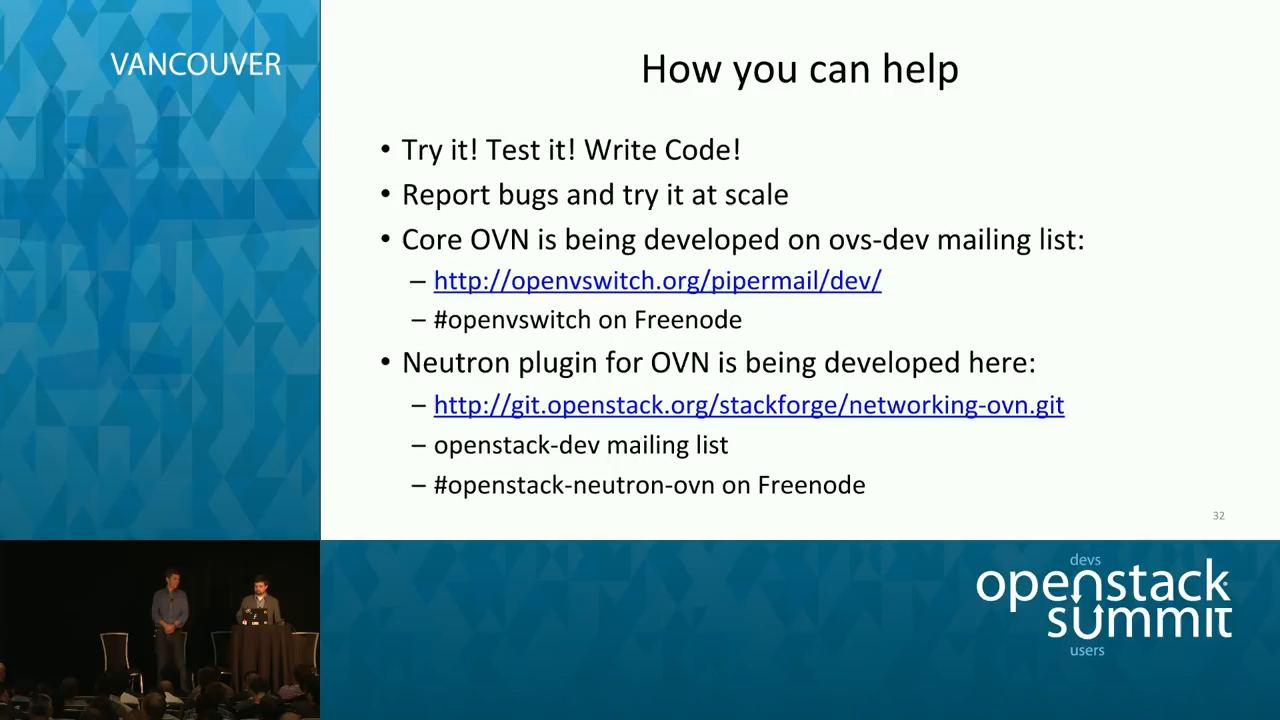 VANCOUVER
How you can help
• Try it! Test it! Write Code!
• Report bugs and try it at scale
• Core OVN is being developed on ovs-dev mailing list:
– http://openvswitch.org/pipermail/dev/
– #openvswitch on Freenode
• Neutron plugin for OVN is being developed here:
– http://git.openstack.org/stackforge/networking-ovn.git
– openstack-dev mailing list
– #openstack-neutron-ovn on Freenode
32
devs
openstack
summit
users